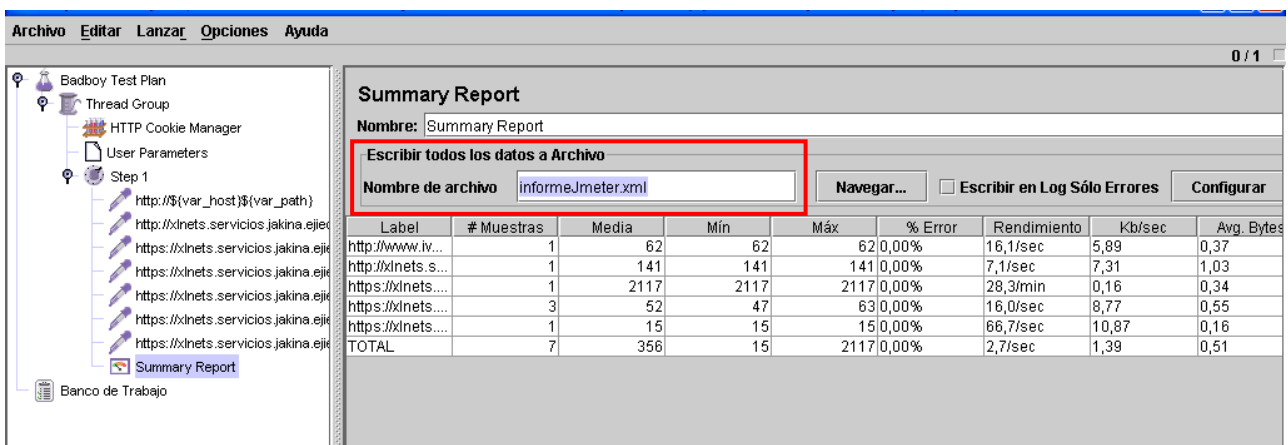 Archivo Editar Lanzar Opciones Ayuda
0 / 1
Badboy Test Plan
Thread Group
HTTP Cookie Manager
User Parameters
Step 1
http://${var_host}${var_path}
http://xlnets.servicios.jakina.ejiec
https://xlnets.servicios.jakina.ejie
https://xlnets.servicios.jakina.ejie
https://xlnets.servicios.jakina.ejie
https://xlnets.servicios.jakina.ejie
https://xlnets.servicios.jakina.ejie
Summary Report
Banco de Trabajo
Summary Report
Nombre: Summary Report
Escribir todos los datos a Archivo
Nombre de archivo informeJmeter.xml Navegar... Escribir en Log Sólo Errores Configurar
Label # Muestras Media Mín Máx % Error Rendimiento Kb/sec Avg. Bytes
http://www.iv... 1 62 62 62 0,00% 16,1/sec 5,89 0,37
http://xlnets.s... 1 141 141 141 0,00% 7,1/sec 7,31 1,03
https://xlnets.... 1 2117 2117 2117 0,00% 28,3/min 0,16 0,34
https://xlnets.... 3 52 47 63 0,00% 16,0/sec 8,77 0,55
https://xlnets.... 1 15 15 15 0,00% 66,7/sec 10,87 0,16
TOTAL 7 356 15 2117 0,00% 2,7/sec 1,39 0,51